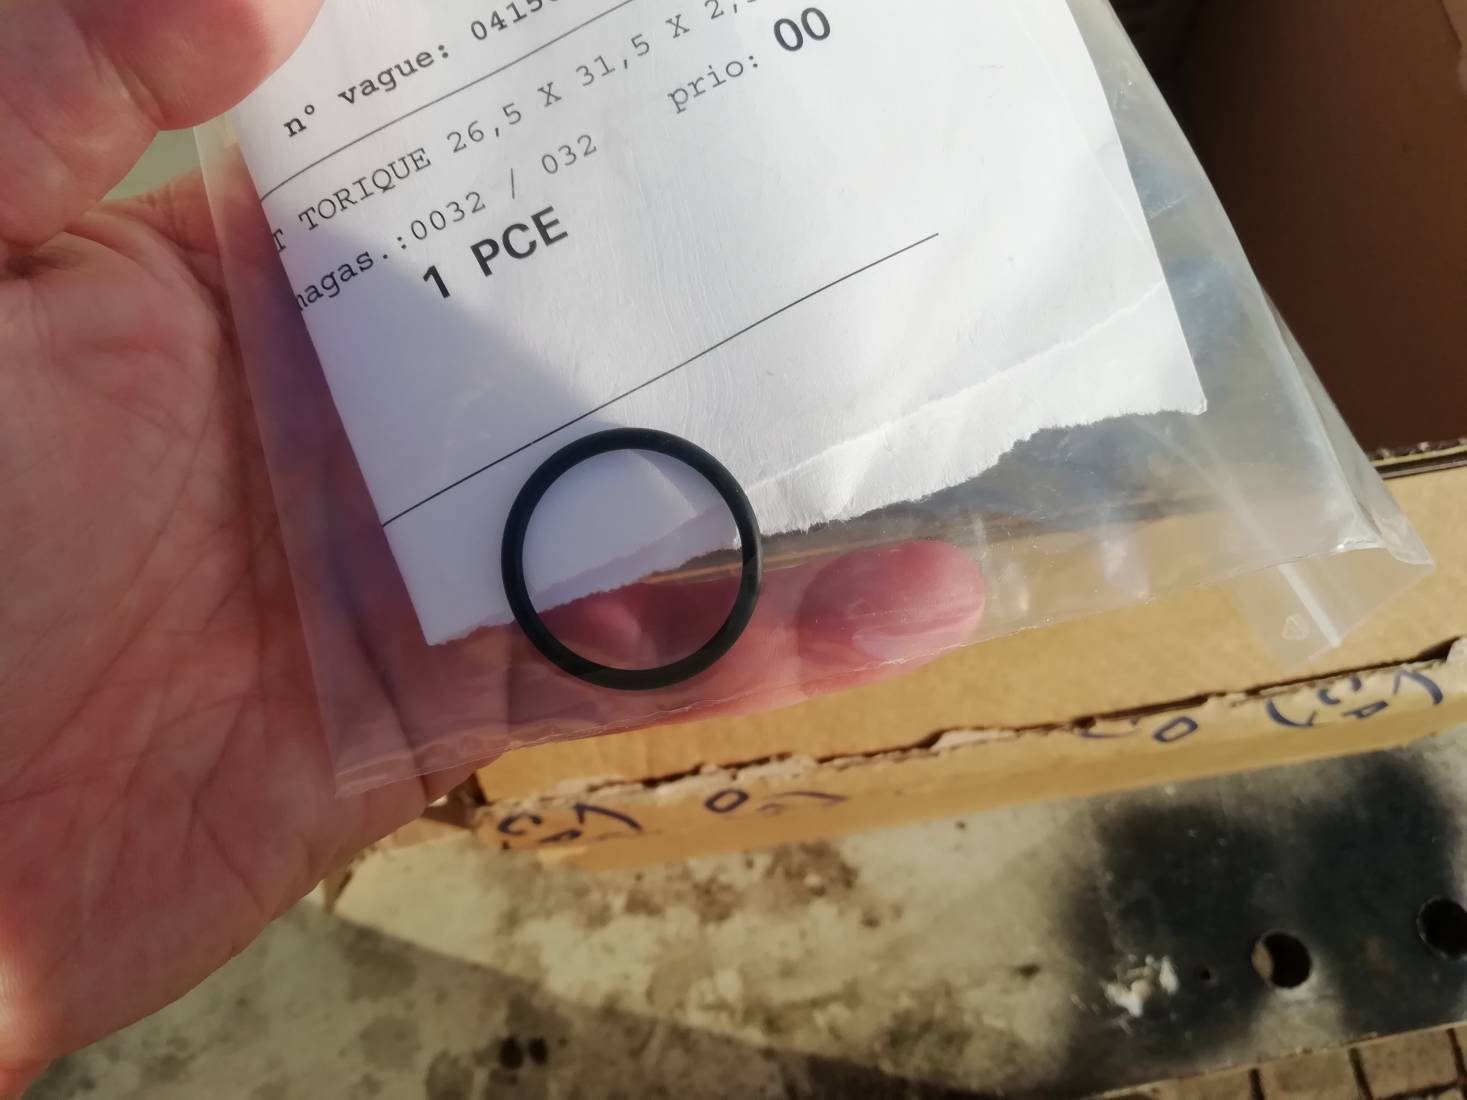 n° vague: 0415
TORIQUE 26,5 X 31,5 X 2,
magas.:0032 / 032 prio: 00
1 PCE